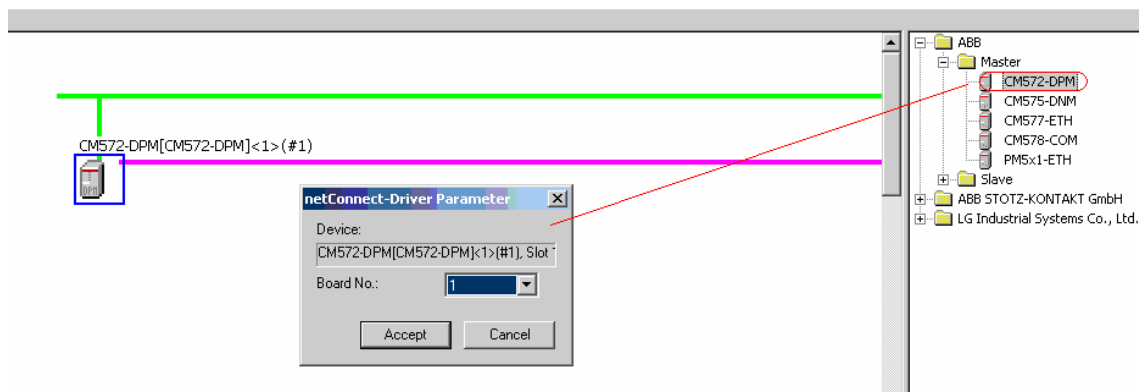 CM572-DPM[CM572-DPM]<1>(#1)
DPM
netConnect-Driver Parameter
Device:
CM572-DPM[CM572-DPM]<1>(#1), Slot
Board No.:
1
Accept
Cancel
ABB
Master
CM572-DPM
CM575-DNM
CM577-ETH
CM578-COM
PM5x1-ETH
Slave
ABB STOTZ-KONTAKT GmbH
LG Industrial Systems Co., Ltd.